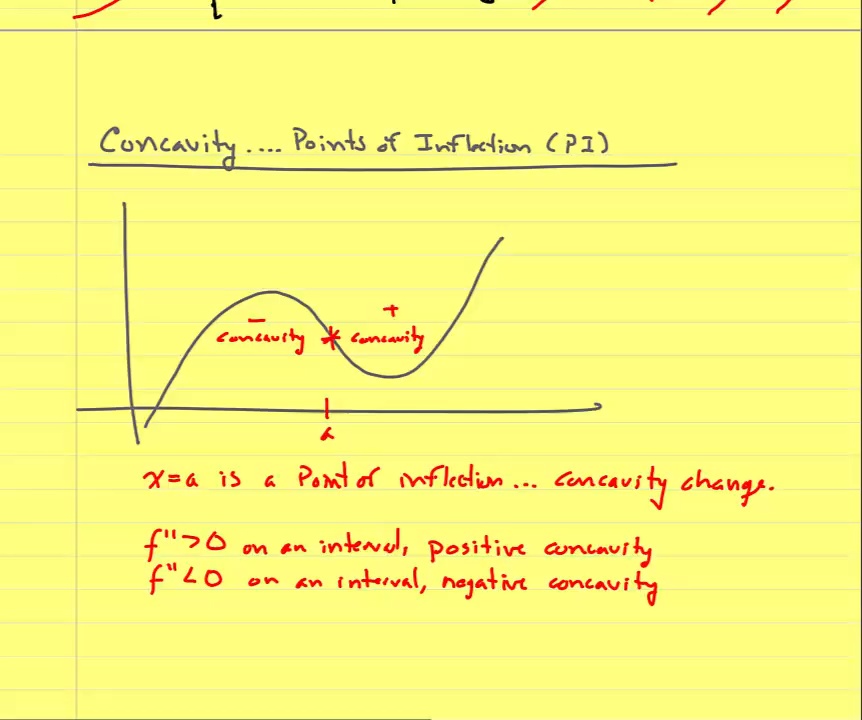 Concavity.... Points of Inflection (PI)
− +
concavity * concavity
a
x=a is a Point of inflection... concavity change.
f''>0 on an interval, positive concavity
f''<0 on an interval, negative concavity